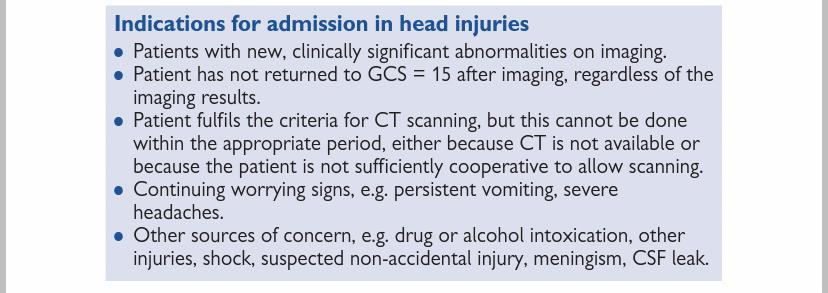 Indications for admission in head injuries
• Patients with new, clinically significant abnormalities on imaging.
• Patient has not returned to GCS = 15 after imaging, regardless of the
imaging results.
• Patient fulfils the criteria for CT scanning, but this cannot be done
within the appropriate period, either because CT is not available or
because the patient is not sufficiently cooperative to allow scanning.
• Continuing worrying signs, e.g. persistent vomiting, severe
headaches.
• Other sources of concern, e.g. drug or alcohol intoxication, other
injuries, shock, suspected non-accidental injury, meningism, CSF leak.